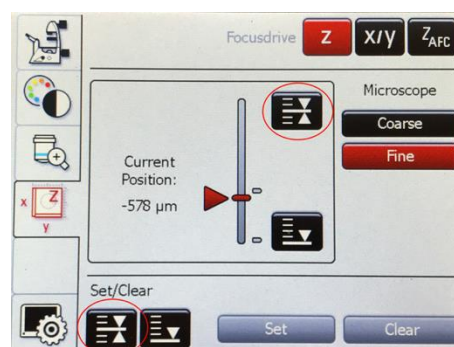 Focusdrive Z X/Y ZAFC
Microscope
Coarse
Fine
Current
Position:
-578 µm
Z
x
y
Set/Clear
Set Clear